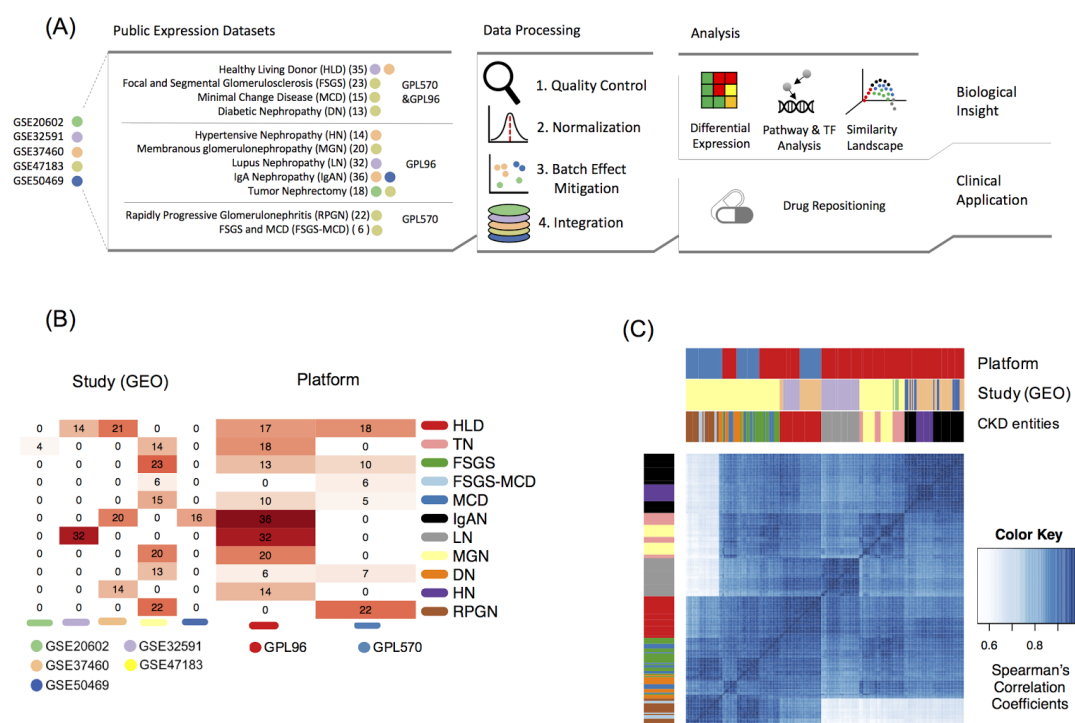 (A)
Public Expression Datasets
Data Processing
Analysis
GSE20602
GSE32591
GSE37460
GSE47183
GSE50469
Healthy Living Donor (HLD) (35)
Focal and Segmental Glomerulosclerosis (FSGS) (23)
Minimal Change Disease (MCD) (15)
Diabetic Nephropathy (DN) (13)
GPL570
&GPL96
Hypertensive Nephropathy (HN) (14)
Membranous glomerulonephropathy (MGN) (20)
Lupus Nephropathy (LN) (32)
IgA Nephropathy (IgAN) (36)
Tumor Nephrectomy (18)
GPL96
Rapidly Progressive Glomerulonephritis (RPGN) (22)
FSGS and MCD (FSGS-MCD) ( 6 )
GPL570
1. Quality Control
2. Normalization
3. Batch Effect
Mitigation
4. Integration
Differential
Expression
Pathway & TF
Analysis
Similarity
Landscape
Drug Repositioning
Biological
Insight
Clinical
Application
(B)
Study (GEO)
Platform
0 14 21 0 0 17 18 HLD
4 0 0 14 0 18 0 TN
0 0 0 23 0 13 10 FSGS
0 0 0 6 0 0 6 FSGS-MCD
0 0 0 15 0 10 5 MCD
0 0 20 0 16 36 0 IgAN
0 32 0 0 0 32 0 LN
0 0 0 20 0 20 0 MGN
0 0 0 13 0 6 7 DN
0 0 14 0 0 14 0 HN
0 0 0 22 0 0 22 RPGN
GSE20602
GSE32591
GSE37460
GSE47183
GSE50469
GPL96
GPL570
(C)
Platform
Study (GEO)
CKD entities
Color Key
0.6 0.8
Spearman's
Correlation
Coefficients